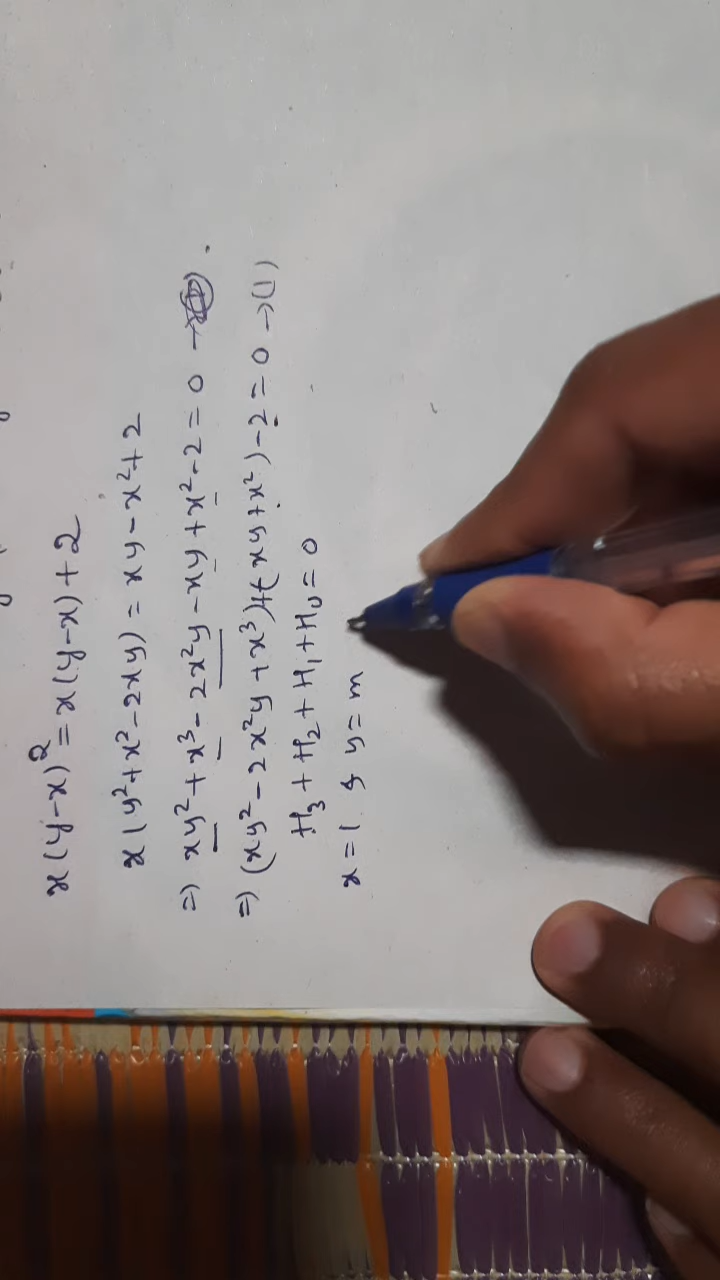 x(y-x)² = x(y-x)+2
x(y²+x²-2xy) = xy-x²+2
=) xy²+x³-2x²y-xy+x²-2=0 →
=) (xy²-2x²y+x³)+(-xy+x²)-2=0 →(1)
H₃+H₂+H₁+H₀=0
x=1 & y=m